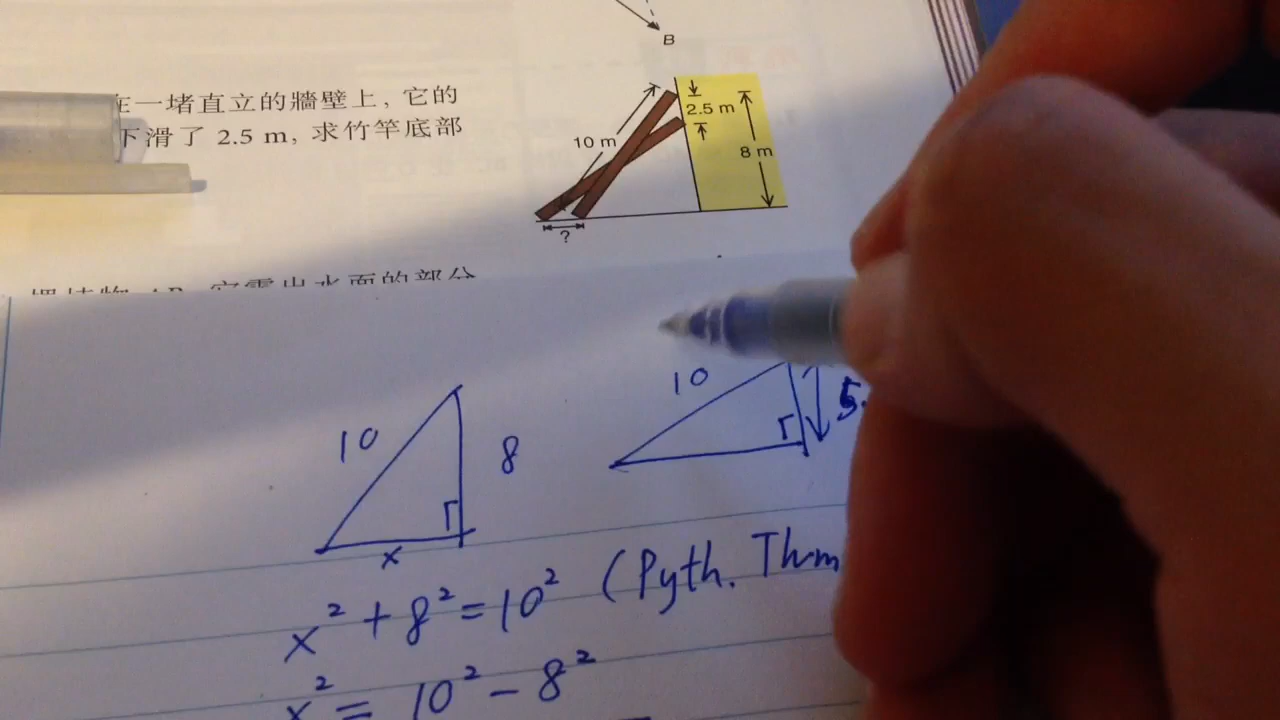 B
在一堵直立的牆壁上, 它的
下滑了 2.5 m, 求竹竿底部
10 m
2.5 m
8 m
?
10
8
x
10
5.
x² + 8² = 10² (Pyth. Thm
x² = 10² - 8²